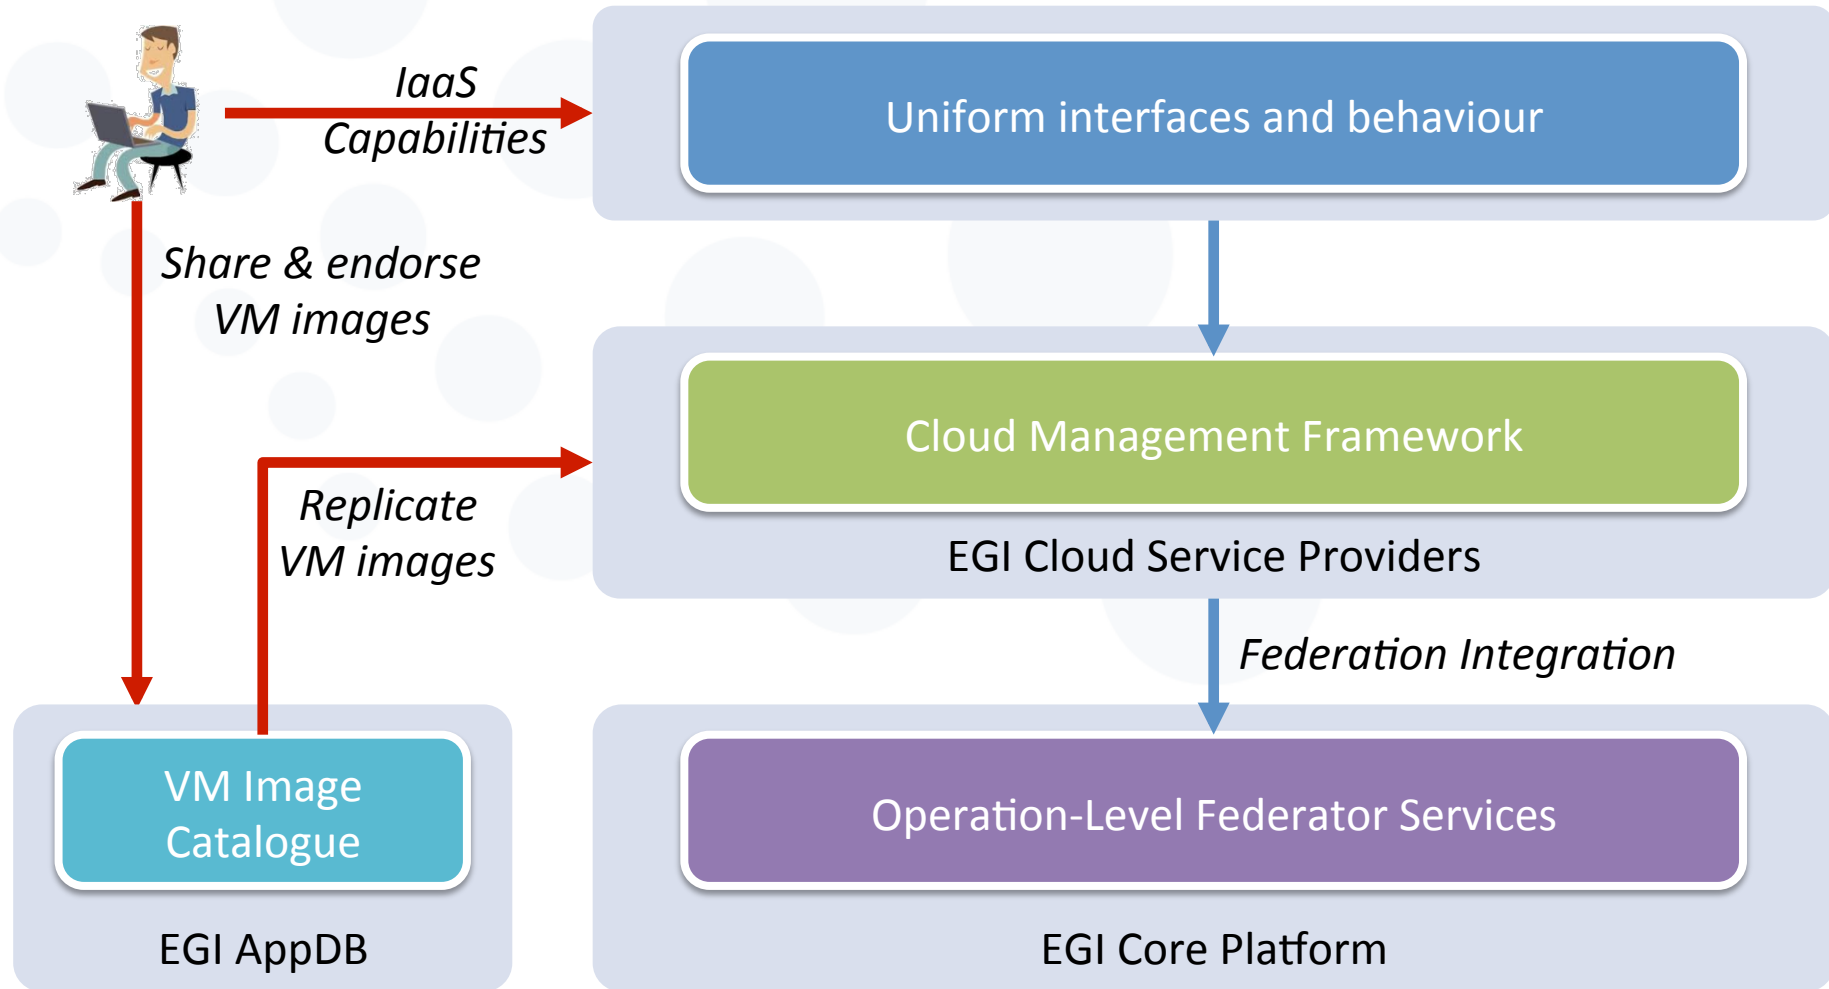 IaaS
Capabilities
Uniform interfaces and behaviour
Share & endorse
VM images
Cloud Management Framework
Replicate
VM images
EGI Cloud Service Providers
Federation Integration
VM Image
Catalogue
Operation-Level Federator Services
EGI AppDB
EGI Core Platform